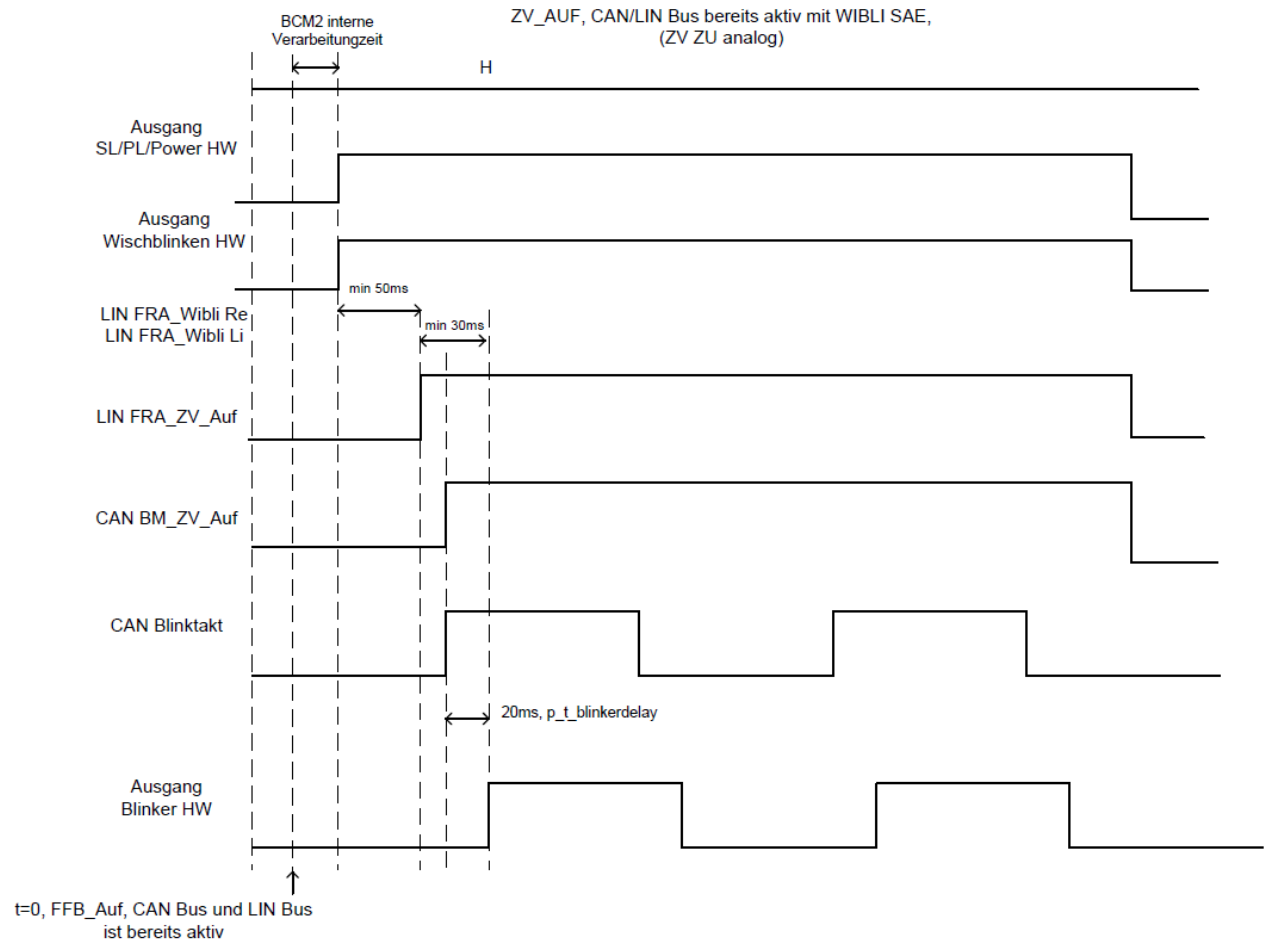 BCM2 interne
Verarbeitungzeit
ZV_AUF, CAN/LIN Bus bereits aktiv mit WIBLI SAE,
(ZV ZU analog)
H
Ausgang
SL/PL/Power HW
Ausgang
Wischblinken HW
min 50ms
LIN FRA_Wibli Re
LIN FRA_Wibli Li
min 30ms
LIN FRA_ZV_Auf
CAN BM_ZV_Auf
CAN Blinktakt
20ms, p_t_blinkerdelay
Ausgang
Blinker HW
t=0, FFB_Auf, CAN Bus und LIN Bus
ist bereits aktiv